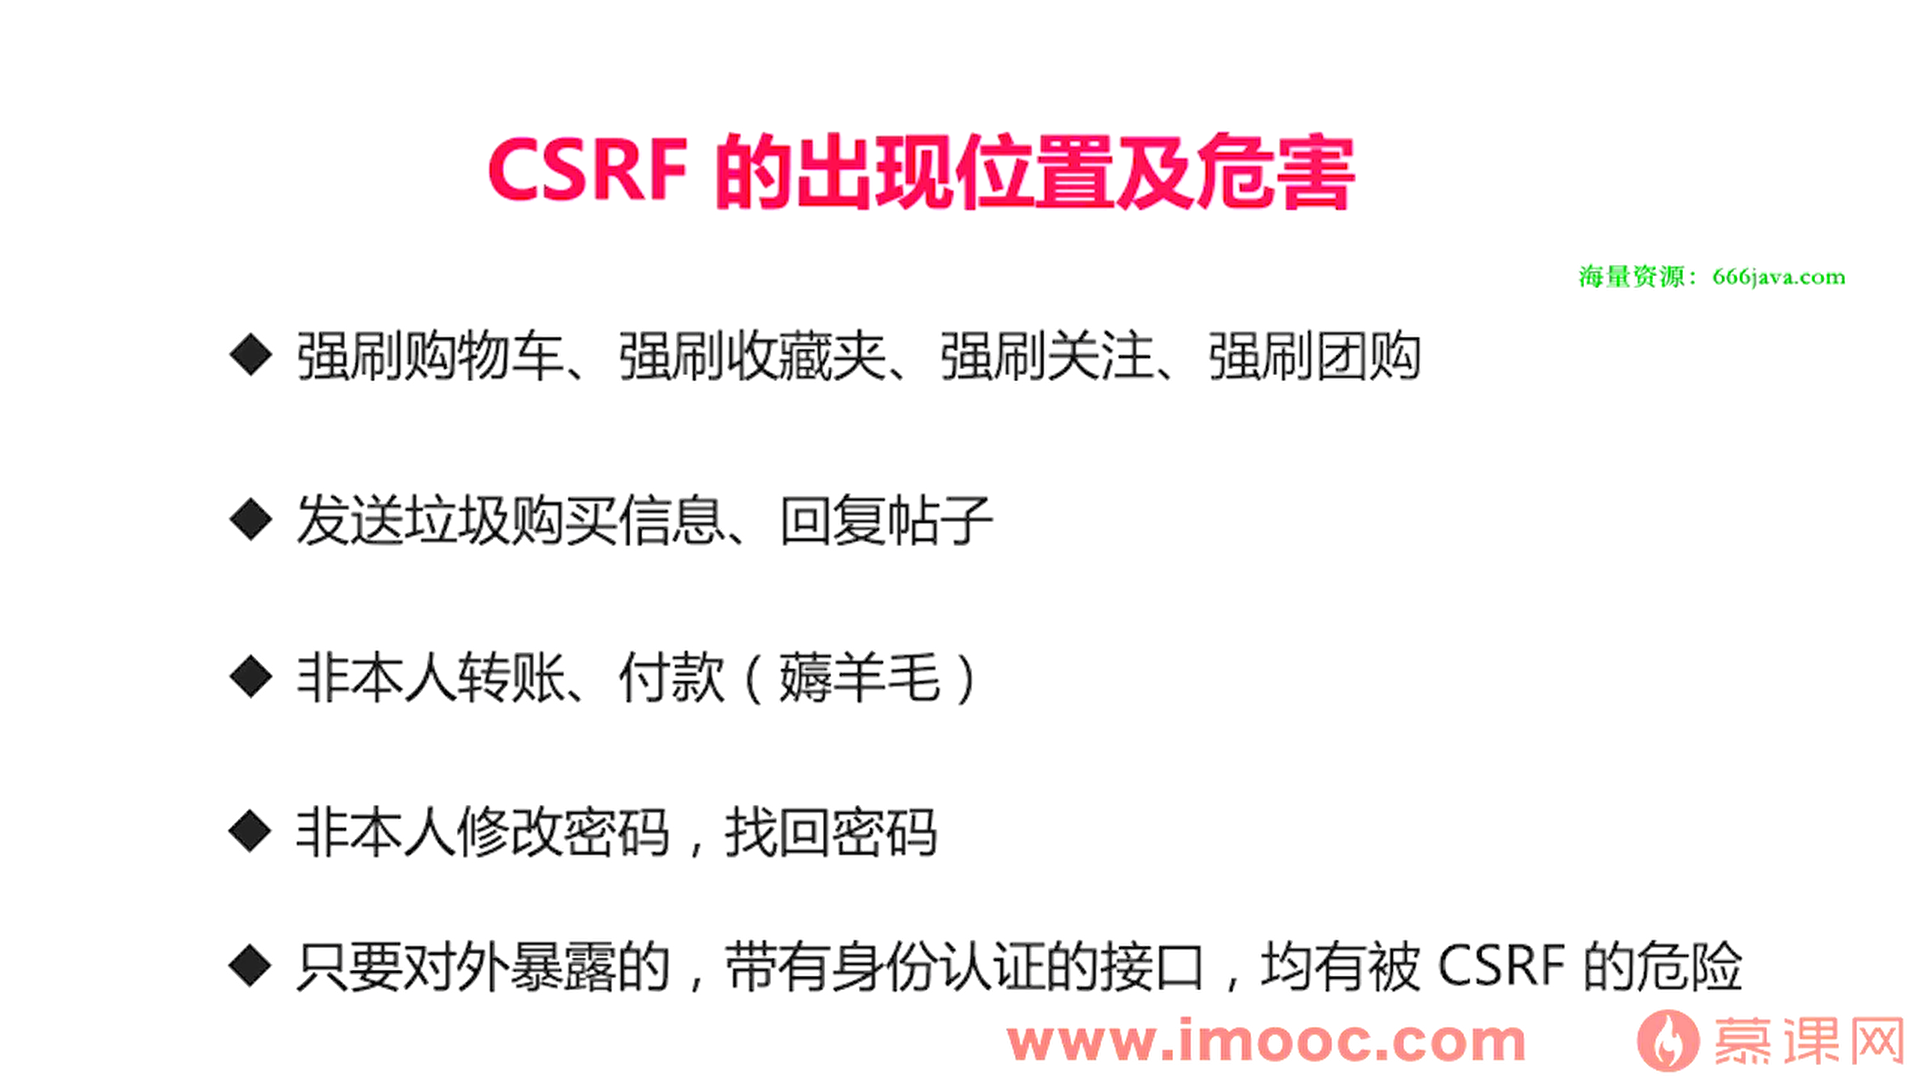 CSRF 的出现位置及危害
海量资源：666java.com
◆ 强刷购物车、强刷收藏夹、强刷关注、强刷团购
◆ 发送垃圾购买信息、回复帖子
◆ 非本人转账、付款（薅羊毛）
◆ 非本人修改密码，找回密码
◆ 只要对外暴露的，带有身份认证的接口，均有被 CSRF 的危险
www.imooc.com
慕课网